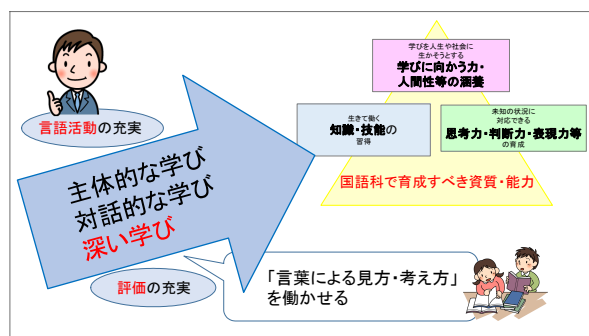 言語活動の充実
主体的な学び
対話的な学び
深い学び
評価の充実
学びを人生や社会に
生かそうとする
学びに向かう力・
人間性等の涵養
生きて働く
知識・技能の
習得
未知の状況に
対応できる
思考力・判断力・表現力等
の育成
国語科で育成すべき資質・能力
「言葉による見方・考え方」
を働かせる